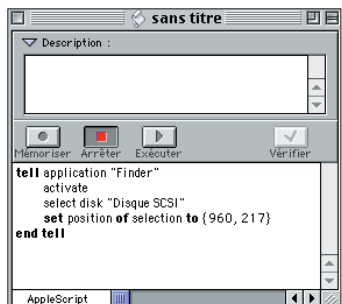 sans titre
Description :
Mémoriser Arrêter Exécuter Vérifier
tell application "Finder"
activate
select disk "Disque SCSI"
set position of selection to {960, 217}
end tell
AppleScript